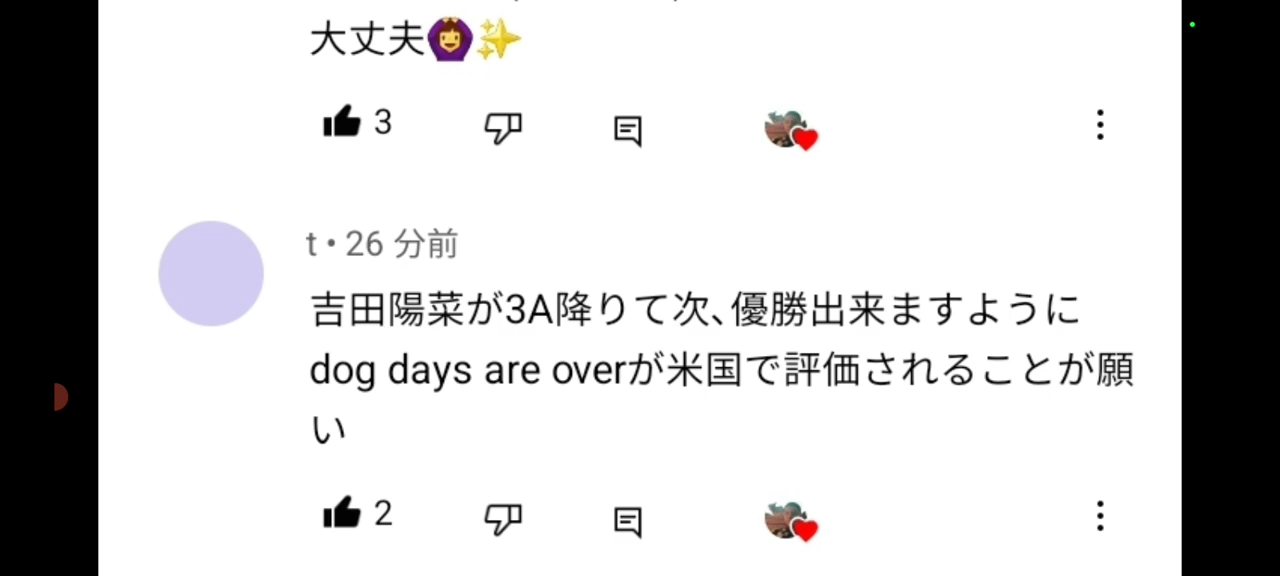 大丈夫🙆‍♀️✨
3
t • 26 分前
吉田陽菜が3A降りて次、優勝出来ますように
dog days are overが米国で評価されることが願
い
2